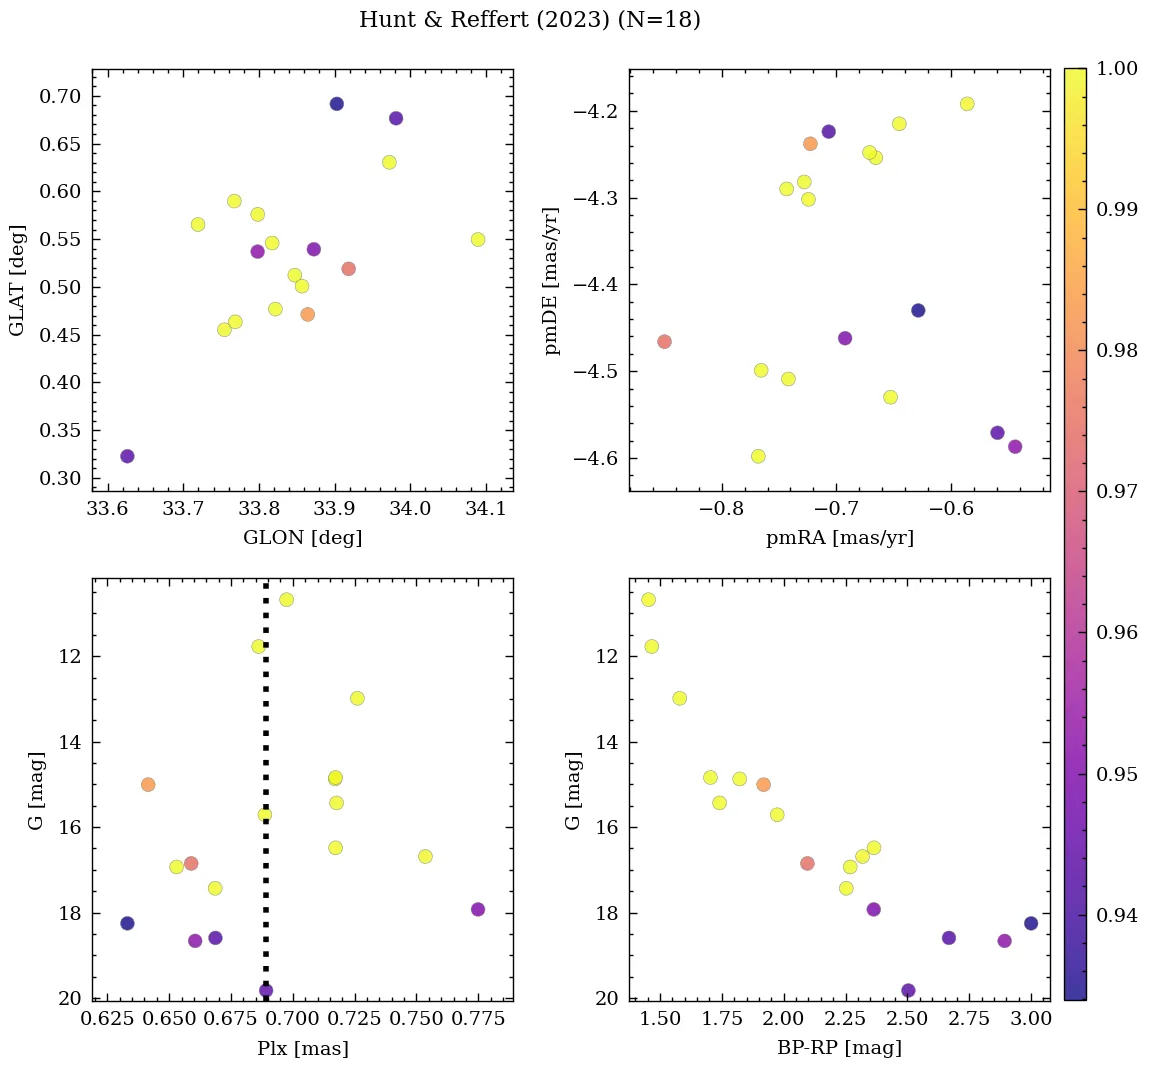 Hunt & Reffert (2023) (N=18)
0.70
0.65
0.60
0.55
0.50
0.45
0.40
0.35
0.30
GLAT [deg]
33.6 33.7 33.8 33.9 34.0 34.1
GLON [deg]
−4.2
−4.3
−4.4
−4.5
−4.6
pmDE [mas/yr]
−0.8 −0.7 −0.6
pmRA [mas/yr]
1.00
0.99
0.98
0.97
0.96
0.95
0.94
12
14
16
18
20
G [mag]
0.625 0.650 0.675 0.700 0.725 0.750 0.775
Plx [mas]
12
14
16
18
20
G [mag]
1.50 1.75 2.00 2.25 2.50 2.75 3.00
BP-RP [mag]